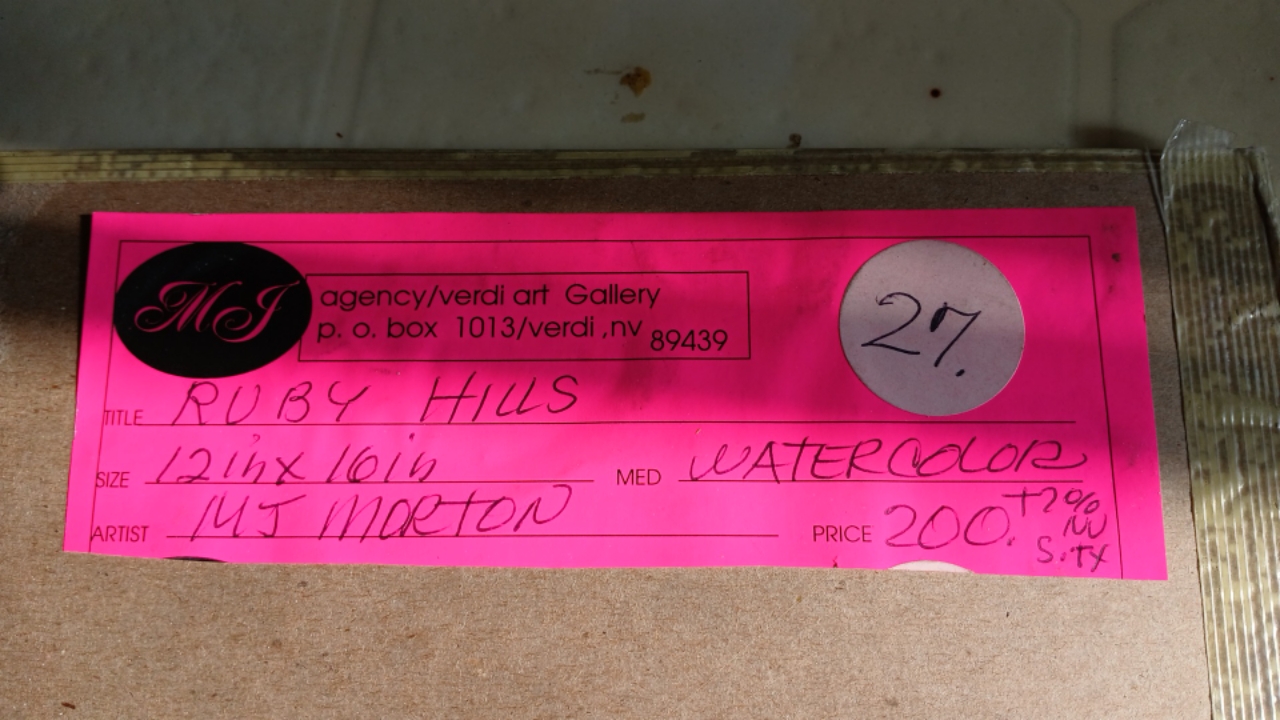 MJ
agency/verdi art Gallery
p. o. box 1013/verdi ,nv 89439
27.
TITLE RUBY HILLS
SIZE 12in x 16in MED WATERCOLOR
ARTIST MJ MORTON PRICE 200. +7%
NV
S.TX